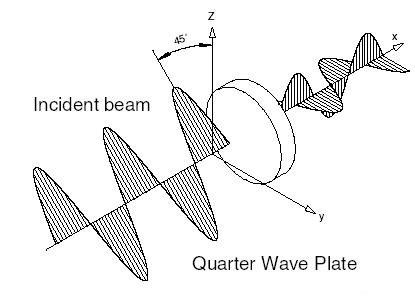 Z
45°
x
Incident beam
y
Quarter Wave Plate